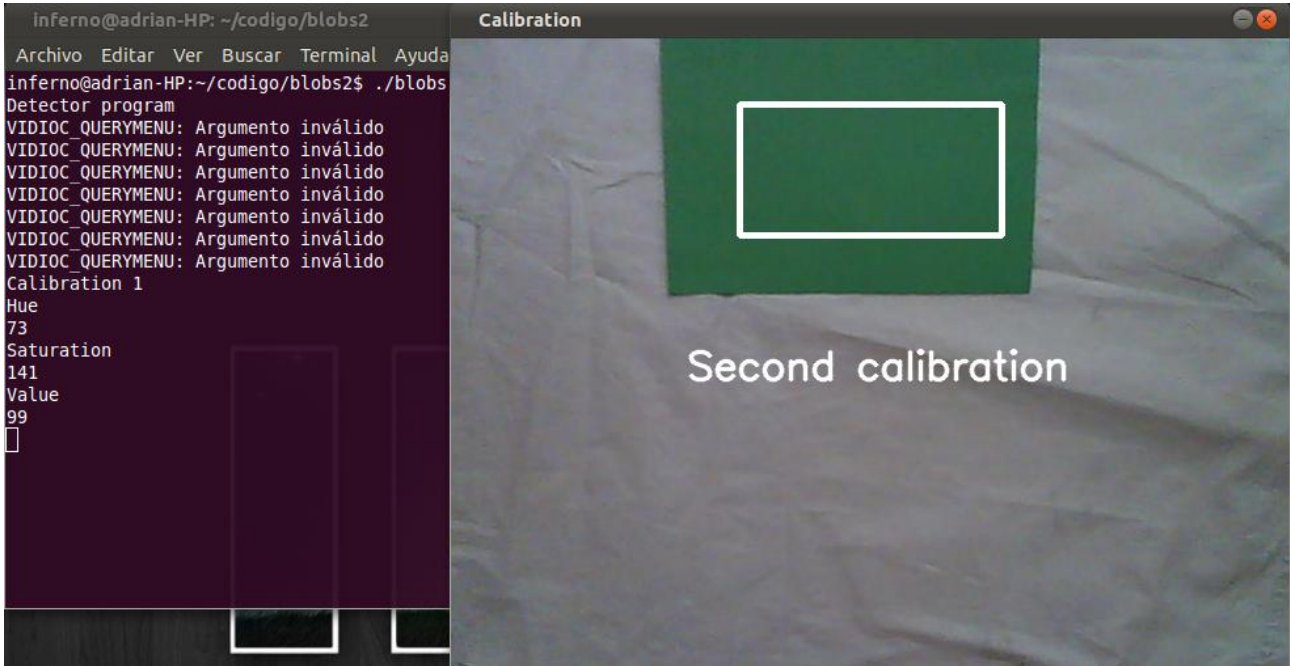 inferno@adrian-HP: ~/codigo/blobs2
Archivo Editar Ver Buscar Terminal Ayuda
inferno@adrian-HP:~/codigo/blobs2$ ./blobs
Detector program
VIDIOC_QUERYMENU: Argumento inválido
VIDIOC_QUERYMENU: Argumento inválido
VIDIOC_QUERYMENU: Argumento inválido
VIDIOC_QUERYMENU: Argumento inválido
VIDIOC_QUERYMENU: Argumento inválido
VIDIOC_QUERYMENU: Argumento inválido
VIDIOC_QUERYMENU: Argumento inválido
Calibration 1
Hue
73
Saturation
141
Value
99
Calibration
Second calibration